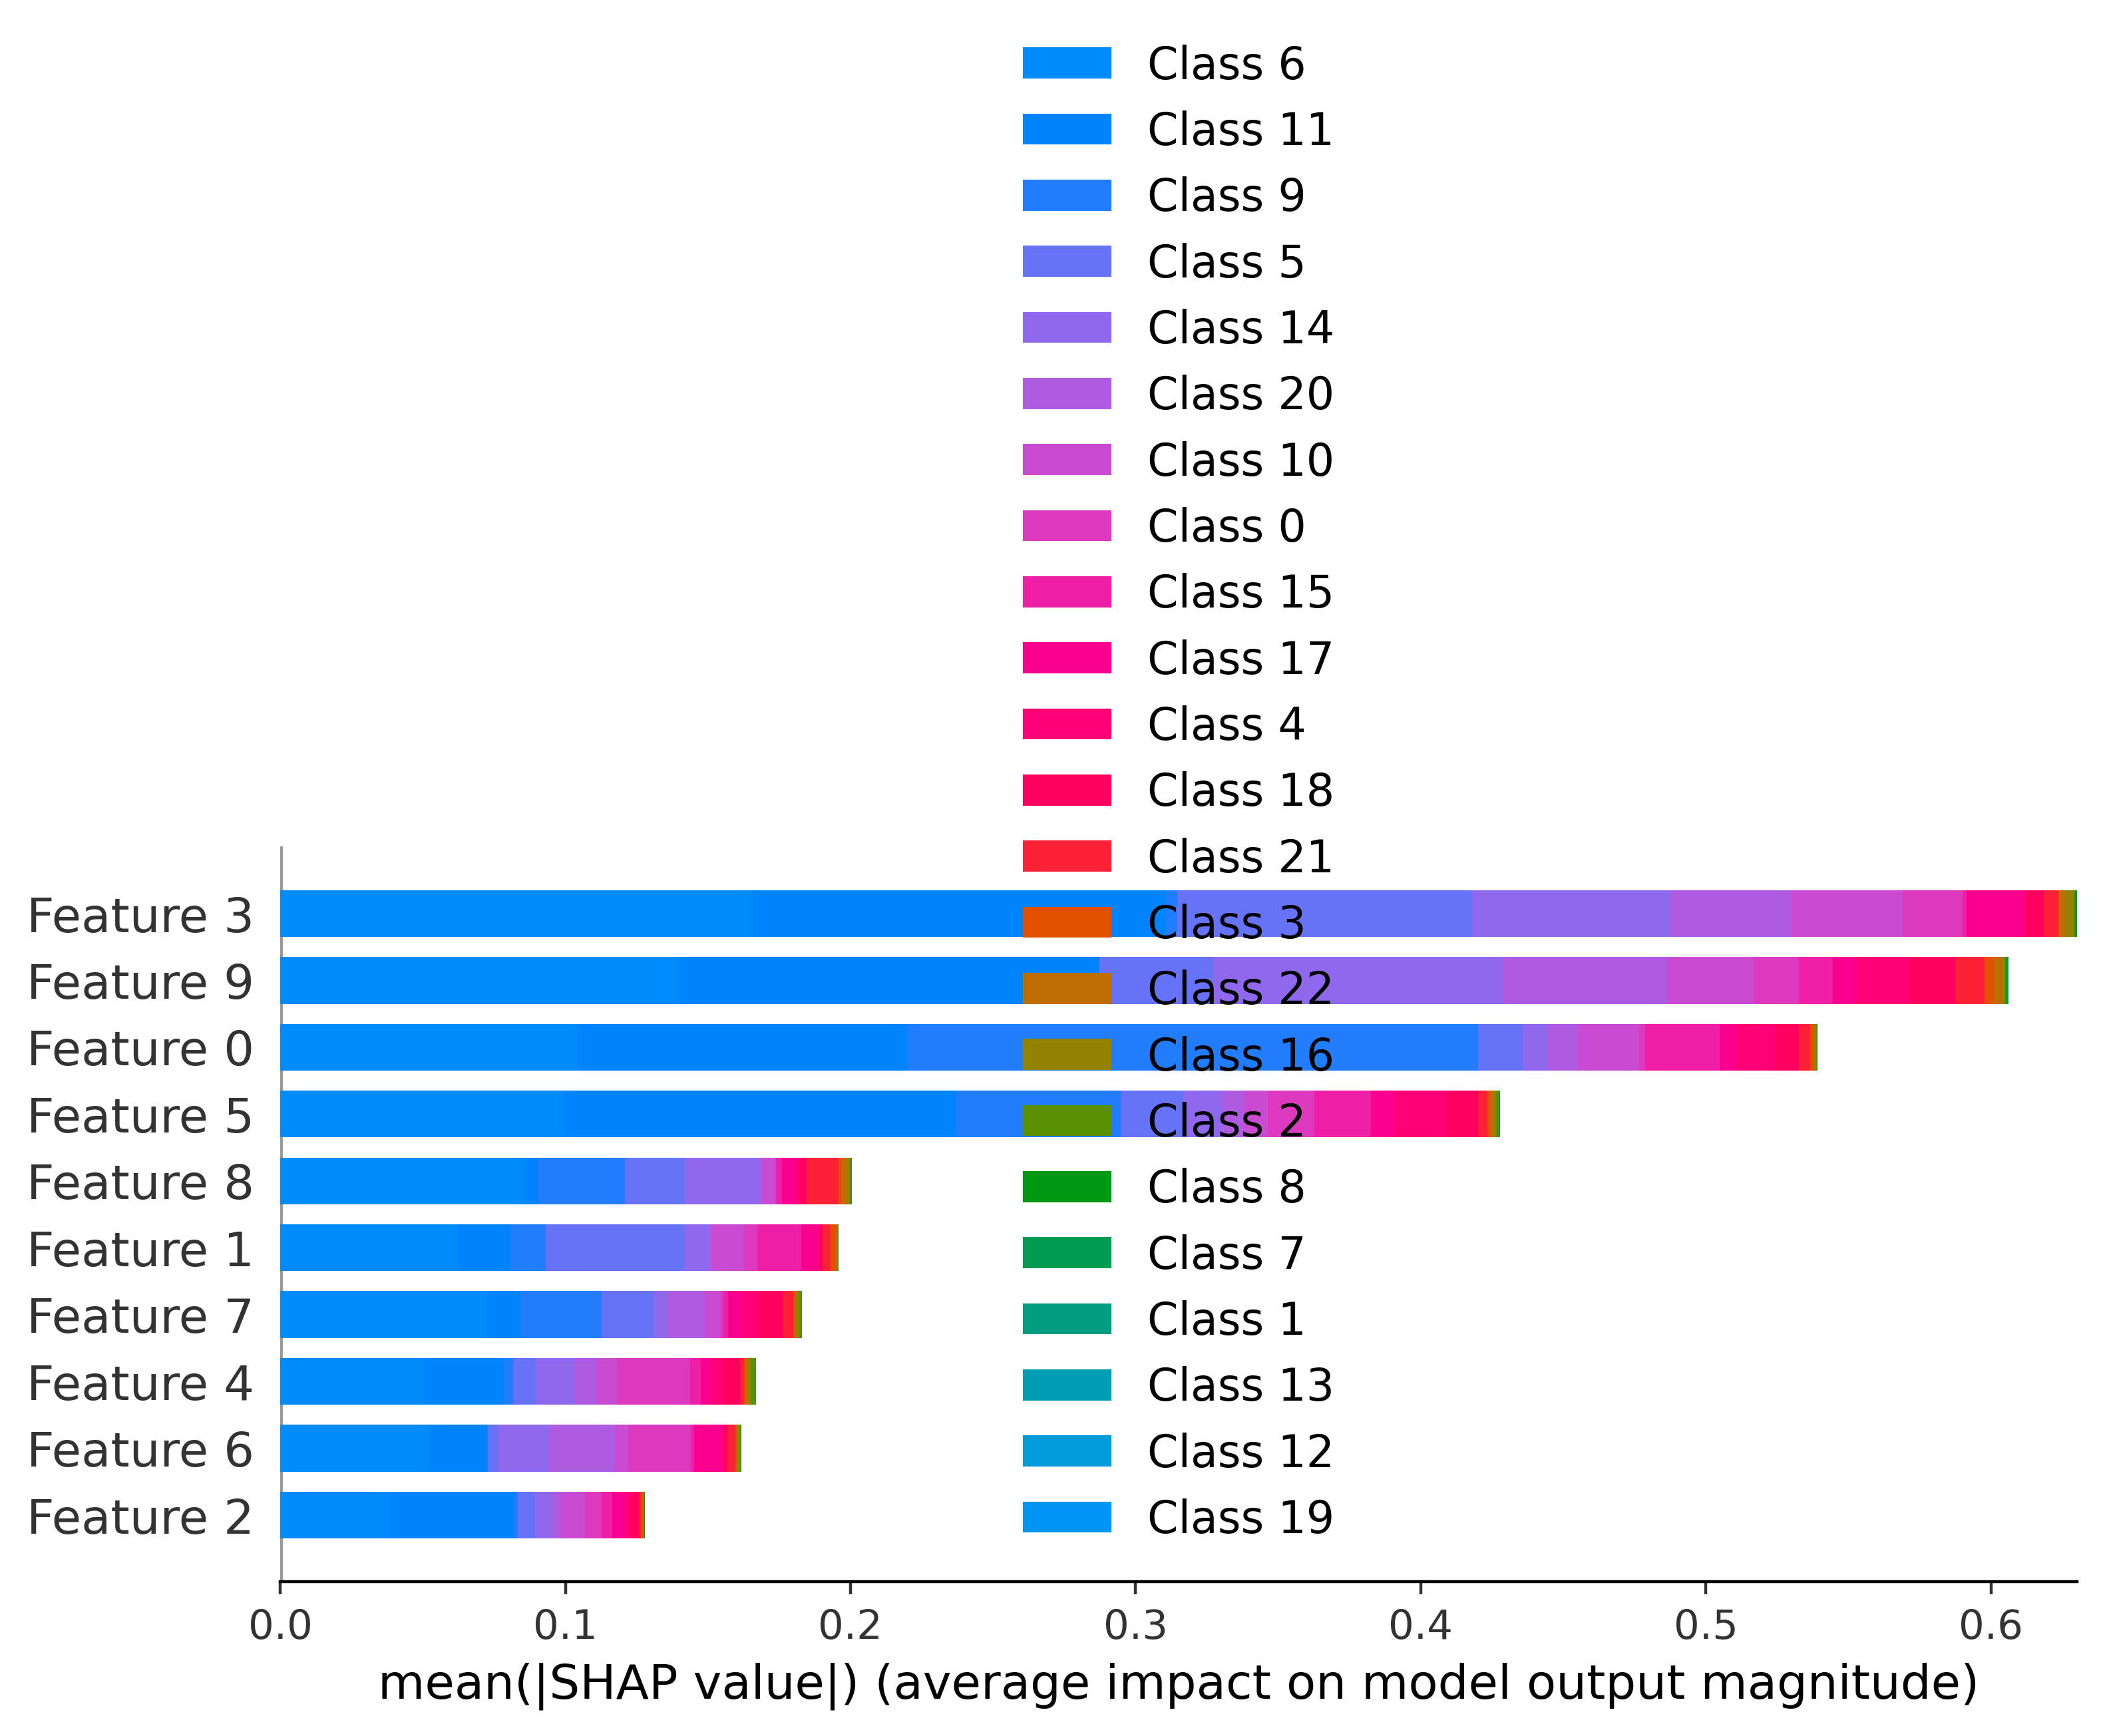 Class 6
Class 11
Class 9
Class 5
Class 14
Class 20
Class 10
Class 0
Class 15
Class 17
Class 4
Class 18
Class 21
Class 3
Class 22
Class 16
Class 2
Class 8
Class 7
Class 1
Class 13
Class 12
Class 19
Feature 3
Feature 9
Feature 0
Feature 5
Feature 8
Feature 1
Feature 7
Feature 4
Feature 6
Feature 2
0.0 0.1 0.2 0.3 0.4 0.5 0.6
mean(|SHAP value|) (average impact on model output magnitude)